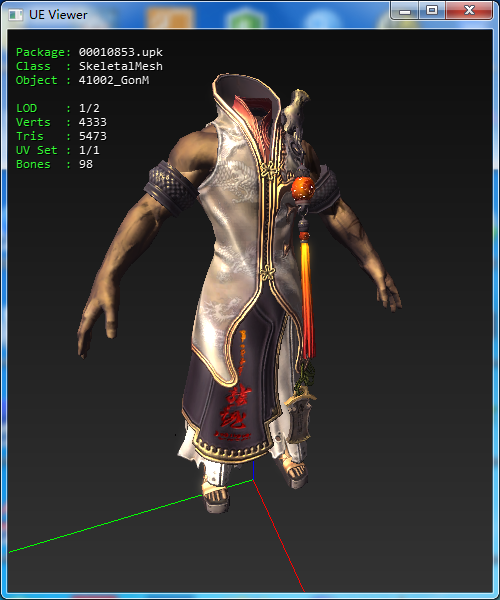 UE Viewer
Package: 00010853.upk
Class : SkeletalMesh
Object : 41002_GonM
LOD : 1/2
Verts : 4333
Tris : 5473
UV Set : 1/1
Bones : 98